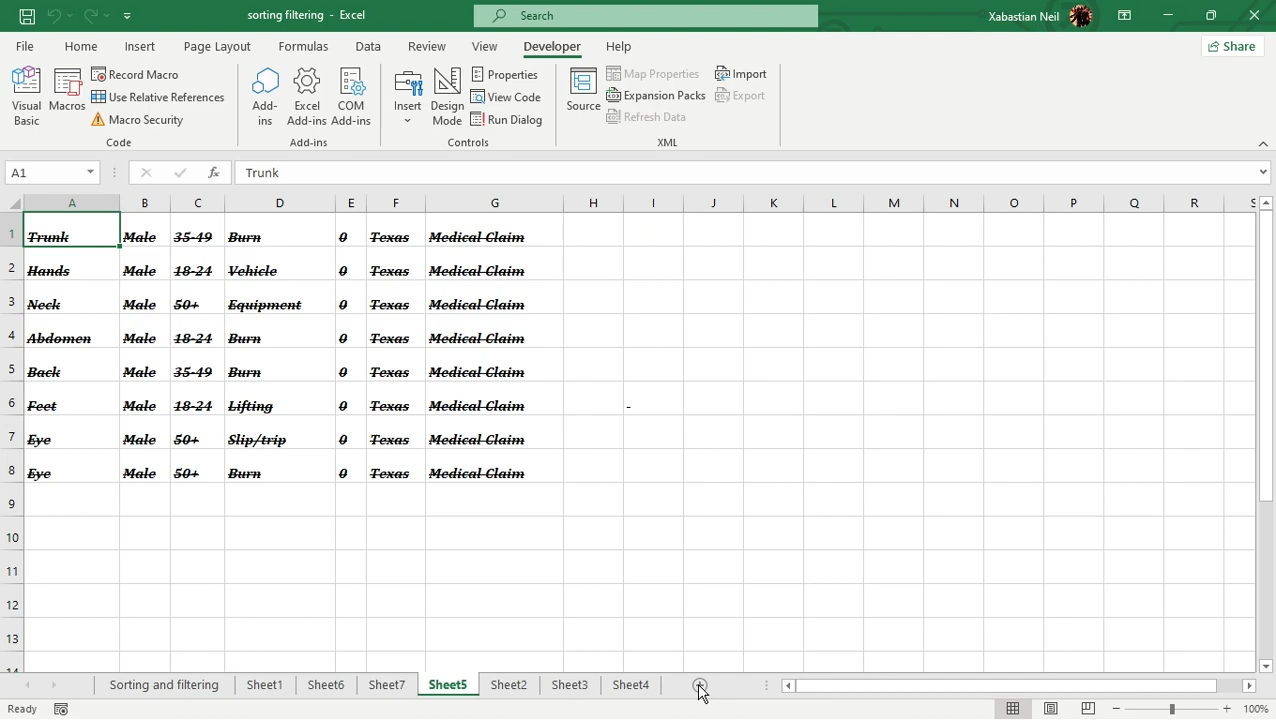 sorting filtering - Excel
Search
Xabastian Neil
File Home Insert Page Layout Formulas Data Review View Developer Help
Share
Visual Basic
Macros
Record Macro
Use Relative References
Macro Security
Code
Add-ins
Excel Add-ins
COM Add-ins
Add-ins
Insert
Design Mode
Properties
View Code
Run Dialog
Controls
Source
Map Properties
Expansion Packs
Refresh Data
Import
Export
XML
A1 fx Trunk
A B C D E F G H I J K L M N O P Q R S
1 Trunk Male 35-49 Burn 0 Texas Medical Claim
2 Hands Male 18-24 Vehicle 0 Texas Medical Claim
3 Neck Male 50+ Equipment 0 Texas Medical Claim
4 Abdomen Male 18-24 Burn 0 Texas Medical Claim
5 Back Male 35-49 Burn 0 Texas Medical Claim
6 Feet Male 18-24 Lifting 0 Texas Medical Claim -
7 Eye Male 50+ Slip/trip 0 Texas Medical Claim
8 Eye Male 50+ Burn 0 Texas Medical Claim
9
10
11
12
13
14
Sorting and filtering Sheet1 Sheet6 Sheet7 Sheet5 Sheet2 Sheet3 Sheet4
Ready 100%